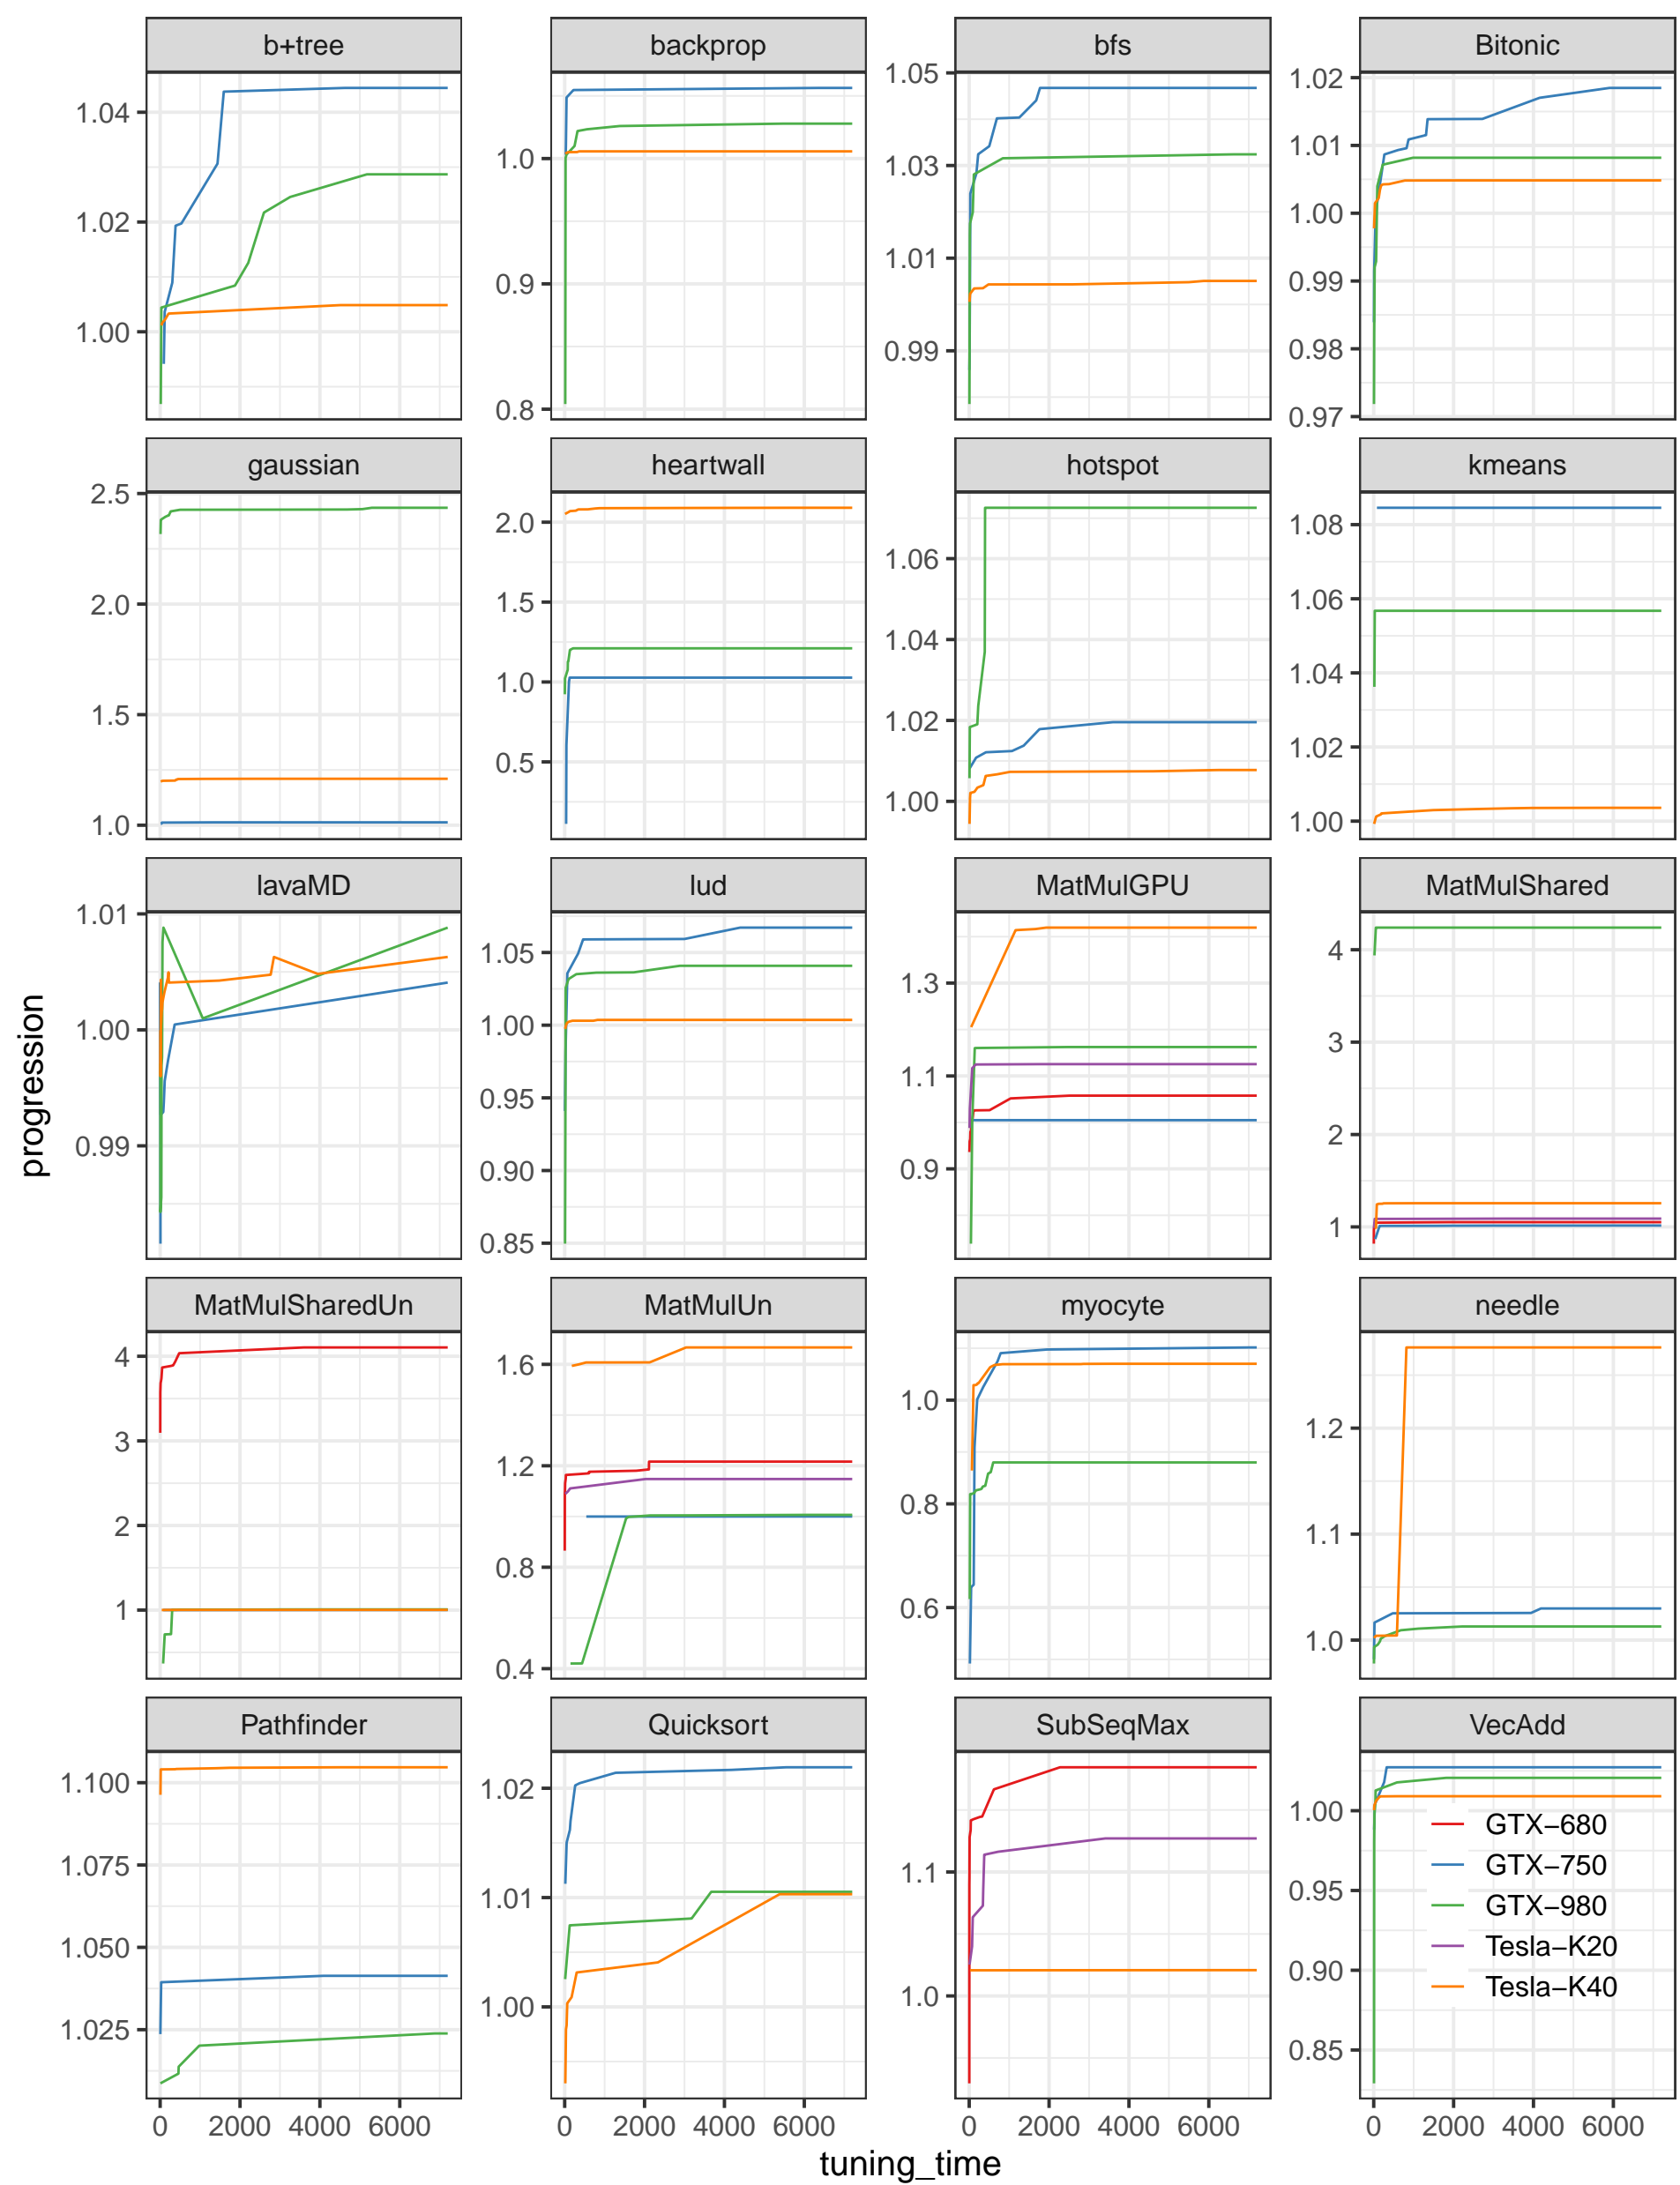 b+tree
backprop
bfs
Bitonic
1.04
1.02
1.00
1.0
0.9
0.8
1.05
1.03
1.01
0.99
1.02
1.01
1.00
0.99
0.98
0.97
gaussian
heartwall
hotspot
kmeans
2.5
2.0
1.5
1.0
2.0
1.5
1.0
0.5
1.06
1.04
1.02
1.00
1.08
1.06
1.04
1.02
1.00
lavaMD
lud
MatMulGPU
MatMulShared
1.01
1.00
0.99
1.05
1.00
0.95
0.90
0.85
1.3
1.1
0.9
4
3
2
1
progression
MatMulSharedUn
MatMulUn
myocyte
needle
4
3
2
1
1.6
1.2
0.8
0.4
1.0
0.8
0.6
1.2
1.1
1.0
Pathfinder
Quicksort
SubSeqMax
VecAdd
1.100
1.075
1.050
1.025
1.02
1.01
1.00
1.1
1.0
1.00
0.95
0.90
0.85
GTX−680
GTX−750
GTX−980
Tesla−K20
Tesla−K40
0 2000 4000 6000
0 2000 4000 6000
0 2000 4000 6000
0 2000 4000 6000
tuning_time